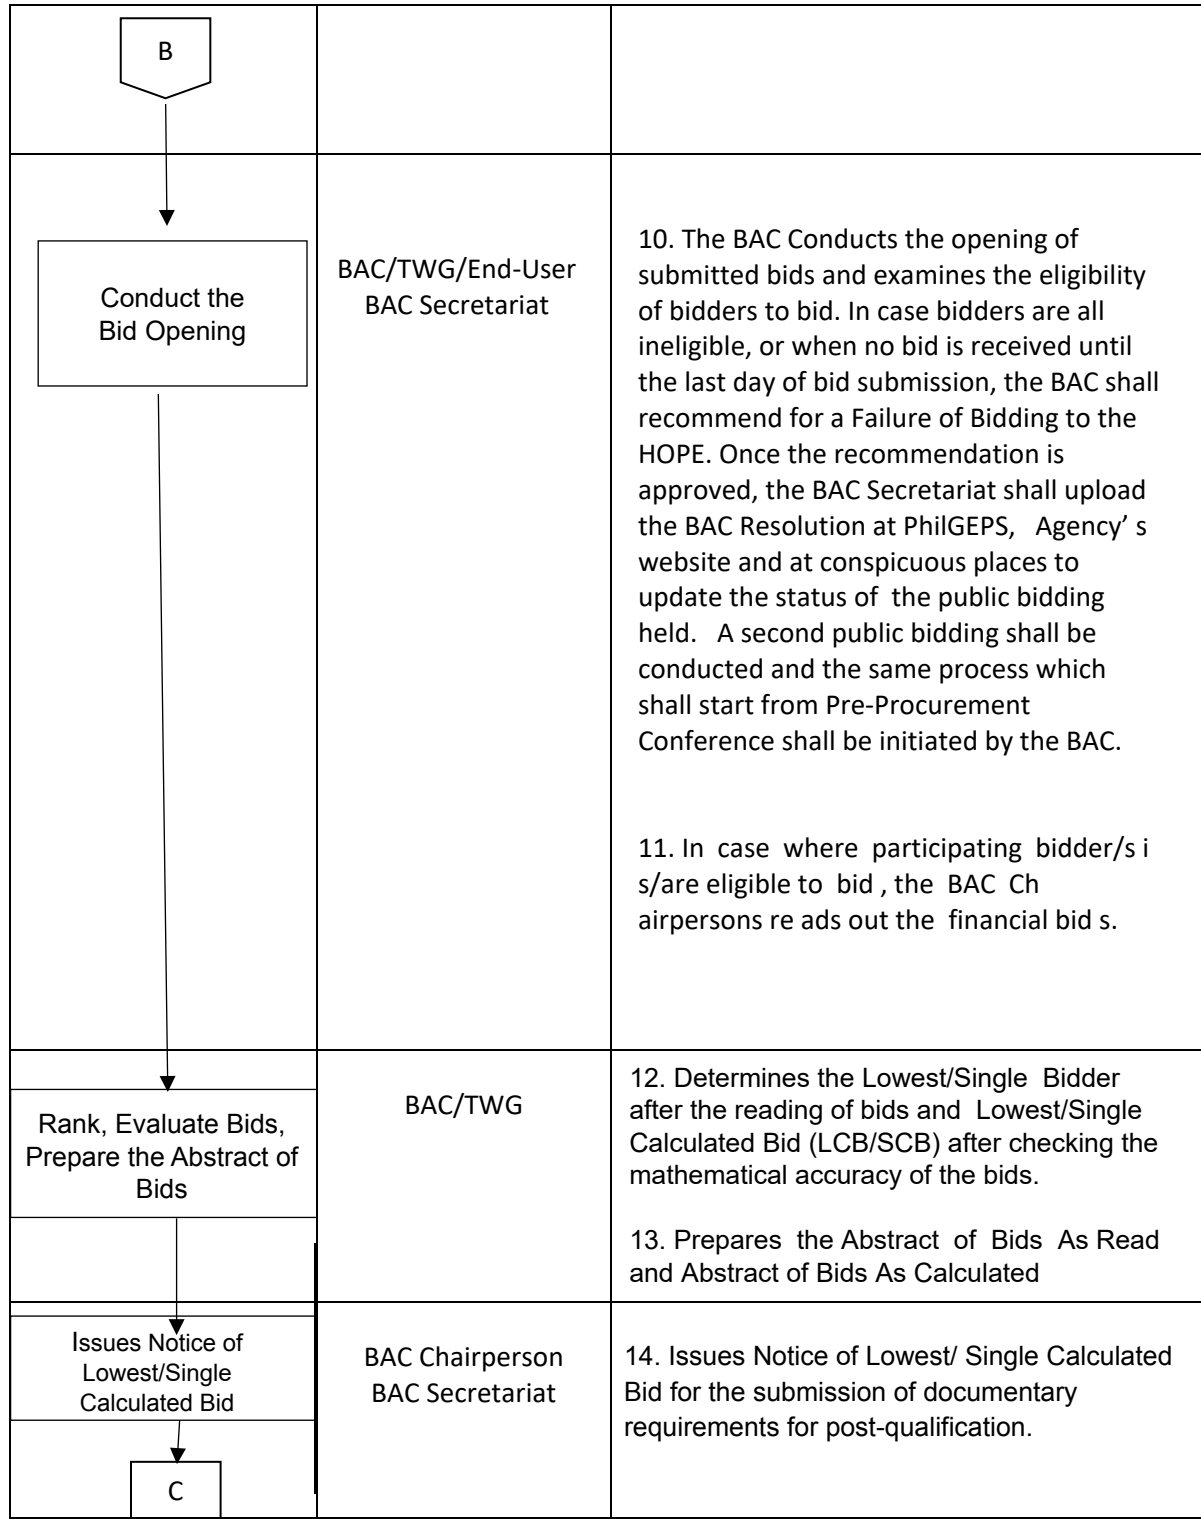 B
Conduct the
Bid Opening
BAC/TWG/End-User
BAC Secretariat
10. The BAC Conducts the opening of
submitted bids and examines the eligibility
of bidders to bid. In case bidders are all
ineligible, or when no bid is received until
the last day of bid submission, the BAC shall
recommend for a Failure of Bidding to the
HOPE. Once the recommendation is
approved, the BAC Secretariat shall upload
the BAC Resolution at PhilGEPS,   Agency’ s
website and at conspicuous places to
update the status of  the public bidding
held.   A second public bidding shall be
conducted and the same process which
shall start from Pre-Procurement
Conference shall be initiated by the BAC.
11. In  case  where  participating  bidder/s i
s/are eligible to  bid , the  BAC  Ch
airpersons re ads out the  financial bid s.
Rank, Evaluate Bids,
Prepare the Abstract of
Bids
BAC/TWG
12. Determines the Lowest/Single  Bidder
after the reading of bids and  Lowest/Single
Calculated Bid (LCB/SCB) after checking the
mathematical accuracy of the bids.
13. Prepares  the Abstract  of  Bids  As Read
and Abstract of Bids As Calculated
Issues Notice of
Lowest/Single
Calculated Bid
BAC Chairperson
BAC Secretariat
14. Issues Notice of Lowest/ Single Calculated
Bid for the submission of documentary
requirements for post-qualification.
C